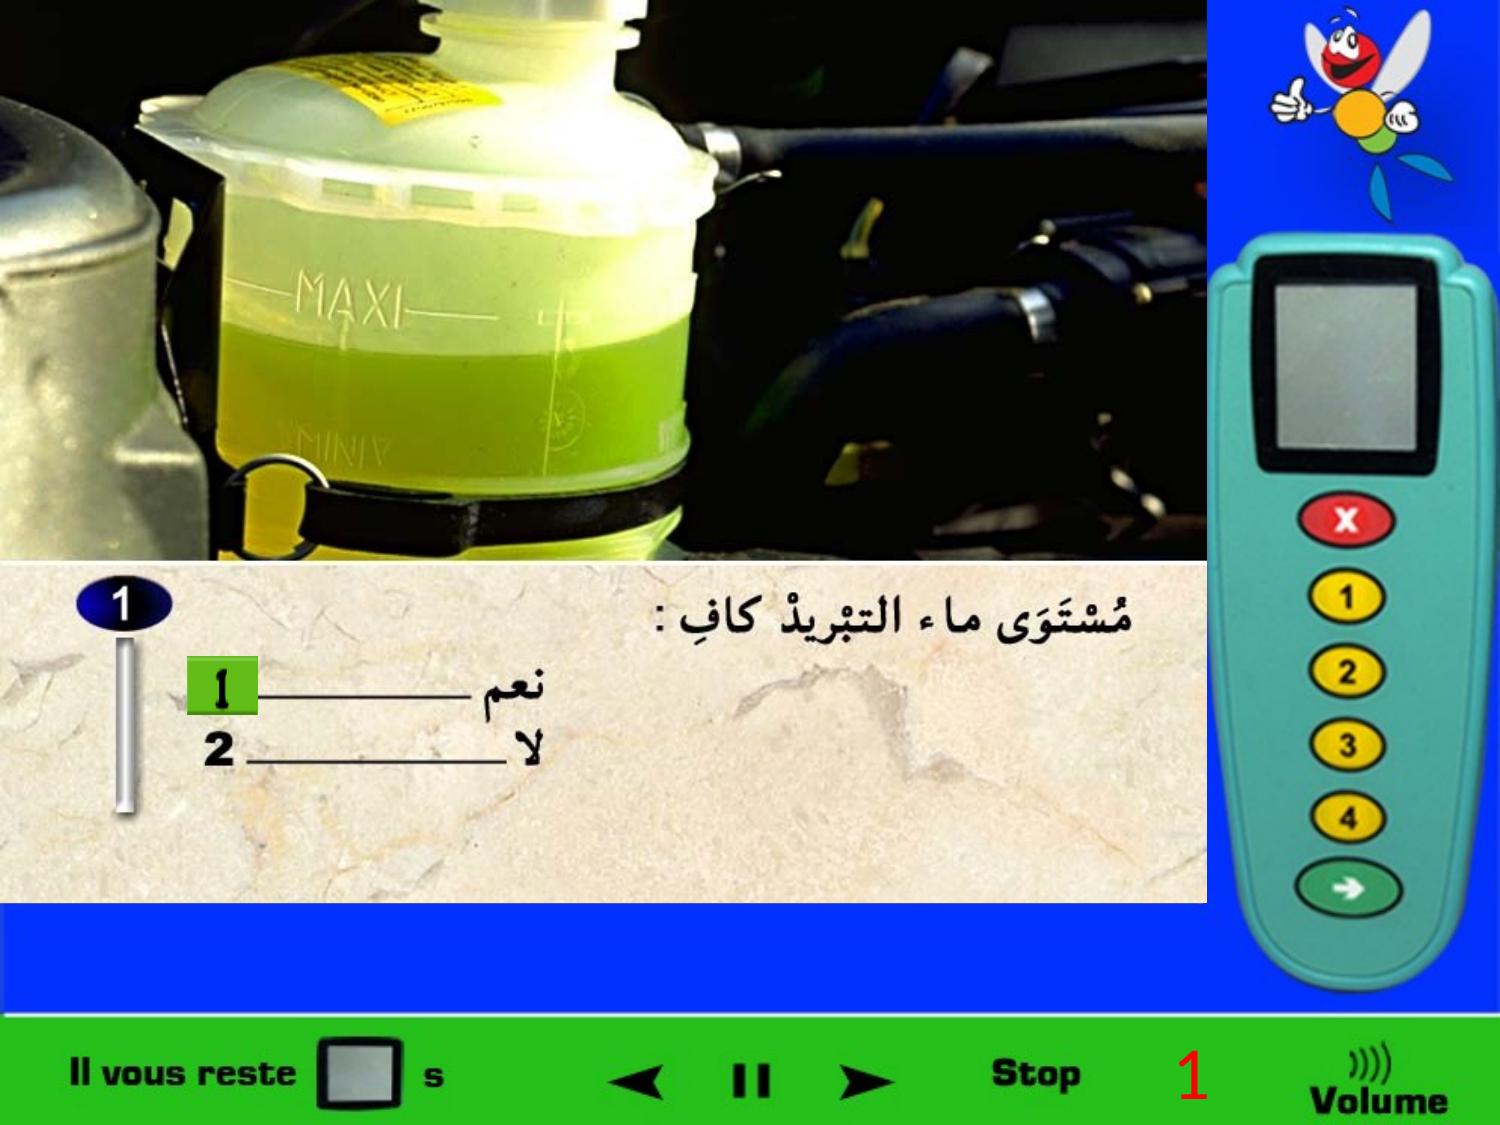 MAXI
MINI
1
مُسْتَوَى ماء التبْريدْ كافِ :
نعم 1
لا 2
X
1
2
3
4
Il vous reste s
Stop
1
Volume